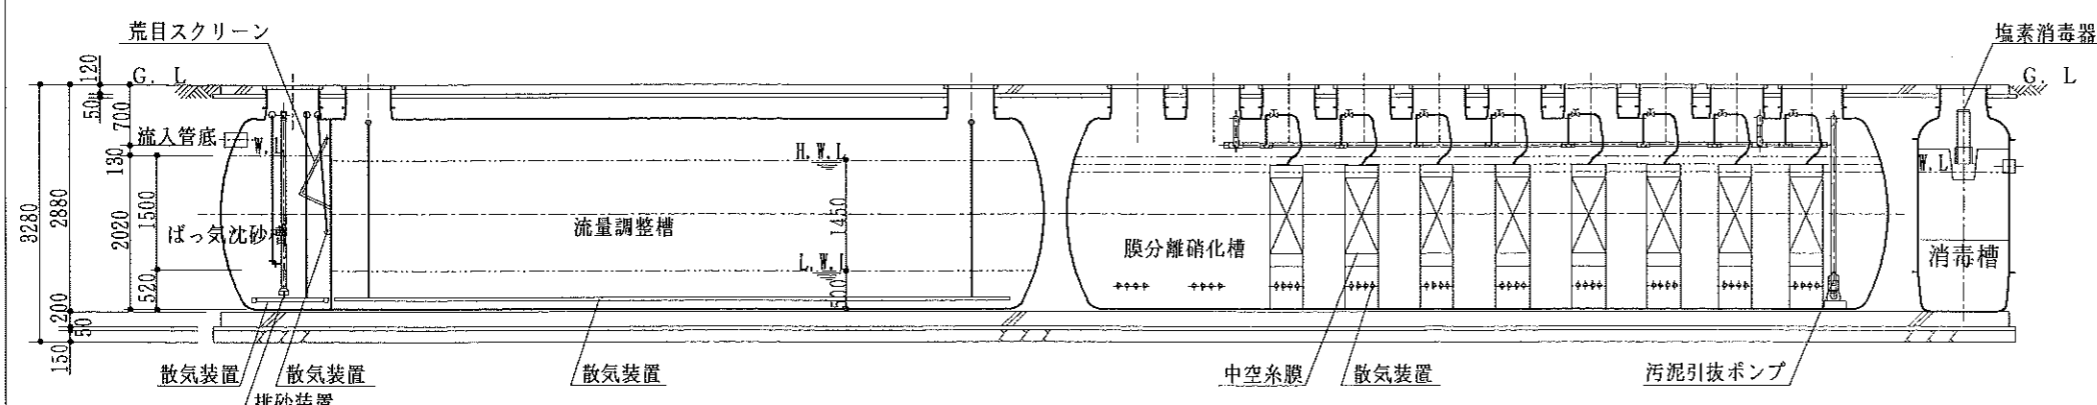 荒目スクリーン
塩素消毒器
G. L
G. L
120
50
700
流入管底
W.L
H.W.L
W.L
130
3280
2880
2020
1500
1450
ばっ気沈砂槽
流量調整槽
膜分離硝化槽
消毒槽
L.W.L
520
500
200
50
150
散気装置
散気装置
散気装置
中空糸膜
散気装置
汚泥引抜ポンプ
排砂装置